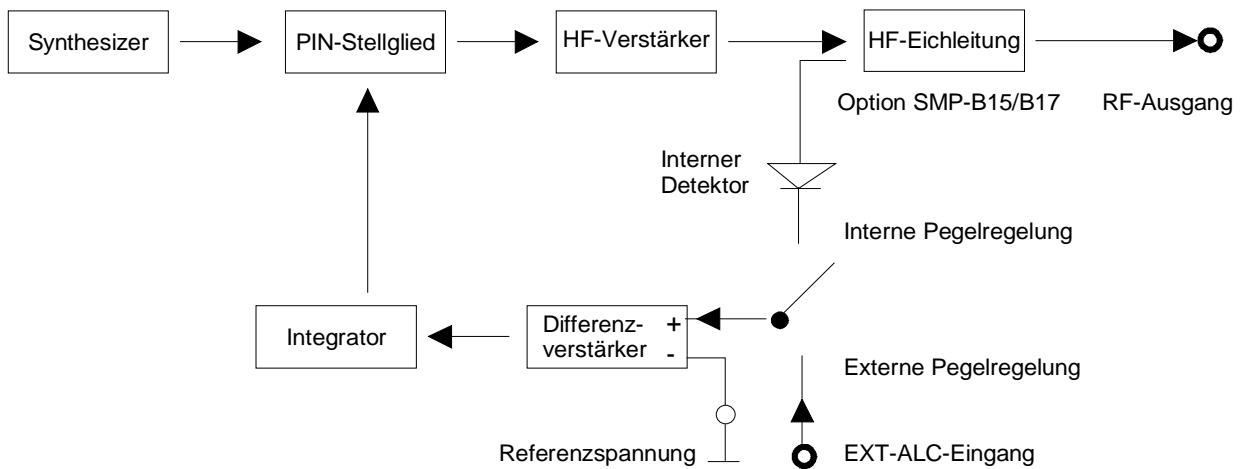 Synthesizer
PIN-Stellglied
HF-Verstärker
HF-Eichleitung
Option SMP-B15/B17
RF-Ausgang
Interner
Detektor
Interne Pegelregelung
Integrator
Differenz-
verstärker
+
-
Externe Pegelregelung
Referenzspannung
EXT-ALC-Eingang